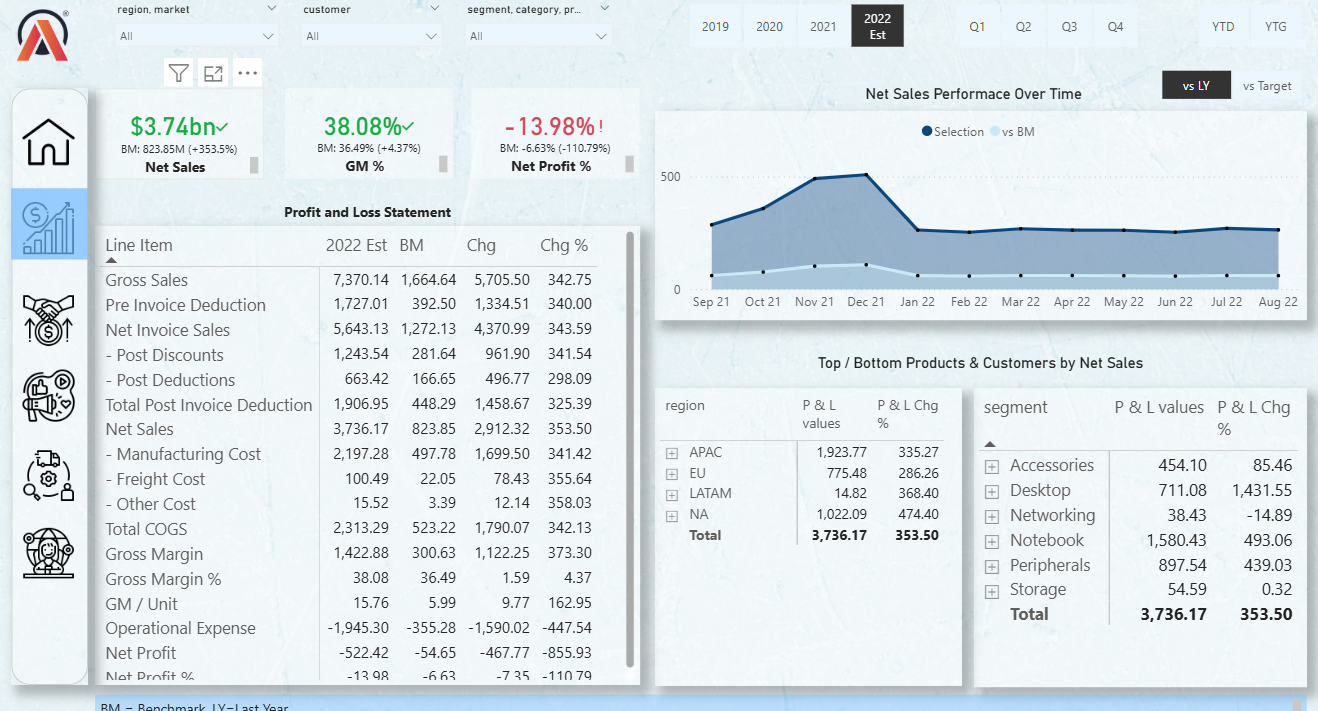 region, market
customer
segment, category, pr...
All
All
All
2019
2020
2021
2022 Est
Q1
Q2
Q3
Q4
YTD
YTG
vs LY
vs Target
$3.74bn
BM: 823.85M (+353.5%)
Net Sales
38.08%
BM: 36.49% (+4.37%)
GM %
-13.98%!
BM: -6.63% (-110.79%)
Net Profit %
Net Sales Performace Over Time
Selection
vs BM
500
0
Sep 21 Oct 21 Nov 21 Dec 21 Jan 22 Feb 22 Mar 22 Apr 22 May 22 Jun 22 Jul 22 Aug 22
Profit and Loss Statement
Line Item 2022 Est BM Chg Chg %
Gross Sales 7,370.14 1,664.64 5,705.50 342.75
Pre Invoice Deduction 1,727.01 392.50 1,334.51 340.00
Net Invoice Sales 5,643.13 1,272.13 4,370.99 343.59
- Post Discounts 1,243.54 281.64 961.90 341.54
- Post Deductions 663.42 166.65 496.77 298.09
Total Post Invoice Deduction 1,906.95 448.29 1,458.67 325.39
Net Sales 3,736.17 823.85 2,912.32 353.50
- Manufacturing Cost 2,197.28 497.78 1,699.50 341.42
- Freight Cost 100.49 22.05 78.43 355.64
- Other Cost 15.52 3.39 12.14 358.03
Total COGS 2,313.29 523.22 1,790.07 342.13
Gross Margin 1,422.88 300.63 1,122.25 373.30
Gross Margin % 38.08 36.49 1.59 4.37
GM / Unit 15.76 5.99 9.77 162.95
Operational Expense -1,945.30 -355.28 -1,590.02 -447.54
Net Profit -522.42 -54.65 -467.77 -855.93
Net Profit % -13.98 -6.63 -7.35 -110.79
Top / Bottom Products & Customers by Net Sales
region P & L values P & L Chg %
APAC 1,923.77 335.27
EU 775.48 286.26
LATAM 14.82 368.40
NA 1,022.09 474.40
Total 3,736.17 353.50
segment P & L values P & L Chg %
Accessories 454.10 85.46
Desktop 711.08 1,431.55
Networking 38.43 -14.89
Notebook 1,580.43 493.06
Peripherals 897.54 439.03
Storage 54.59 0.32
Total 3,736.17 353.50
BM = Benchmark, LY=Last Year